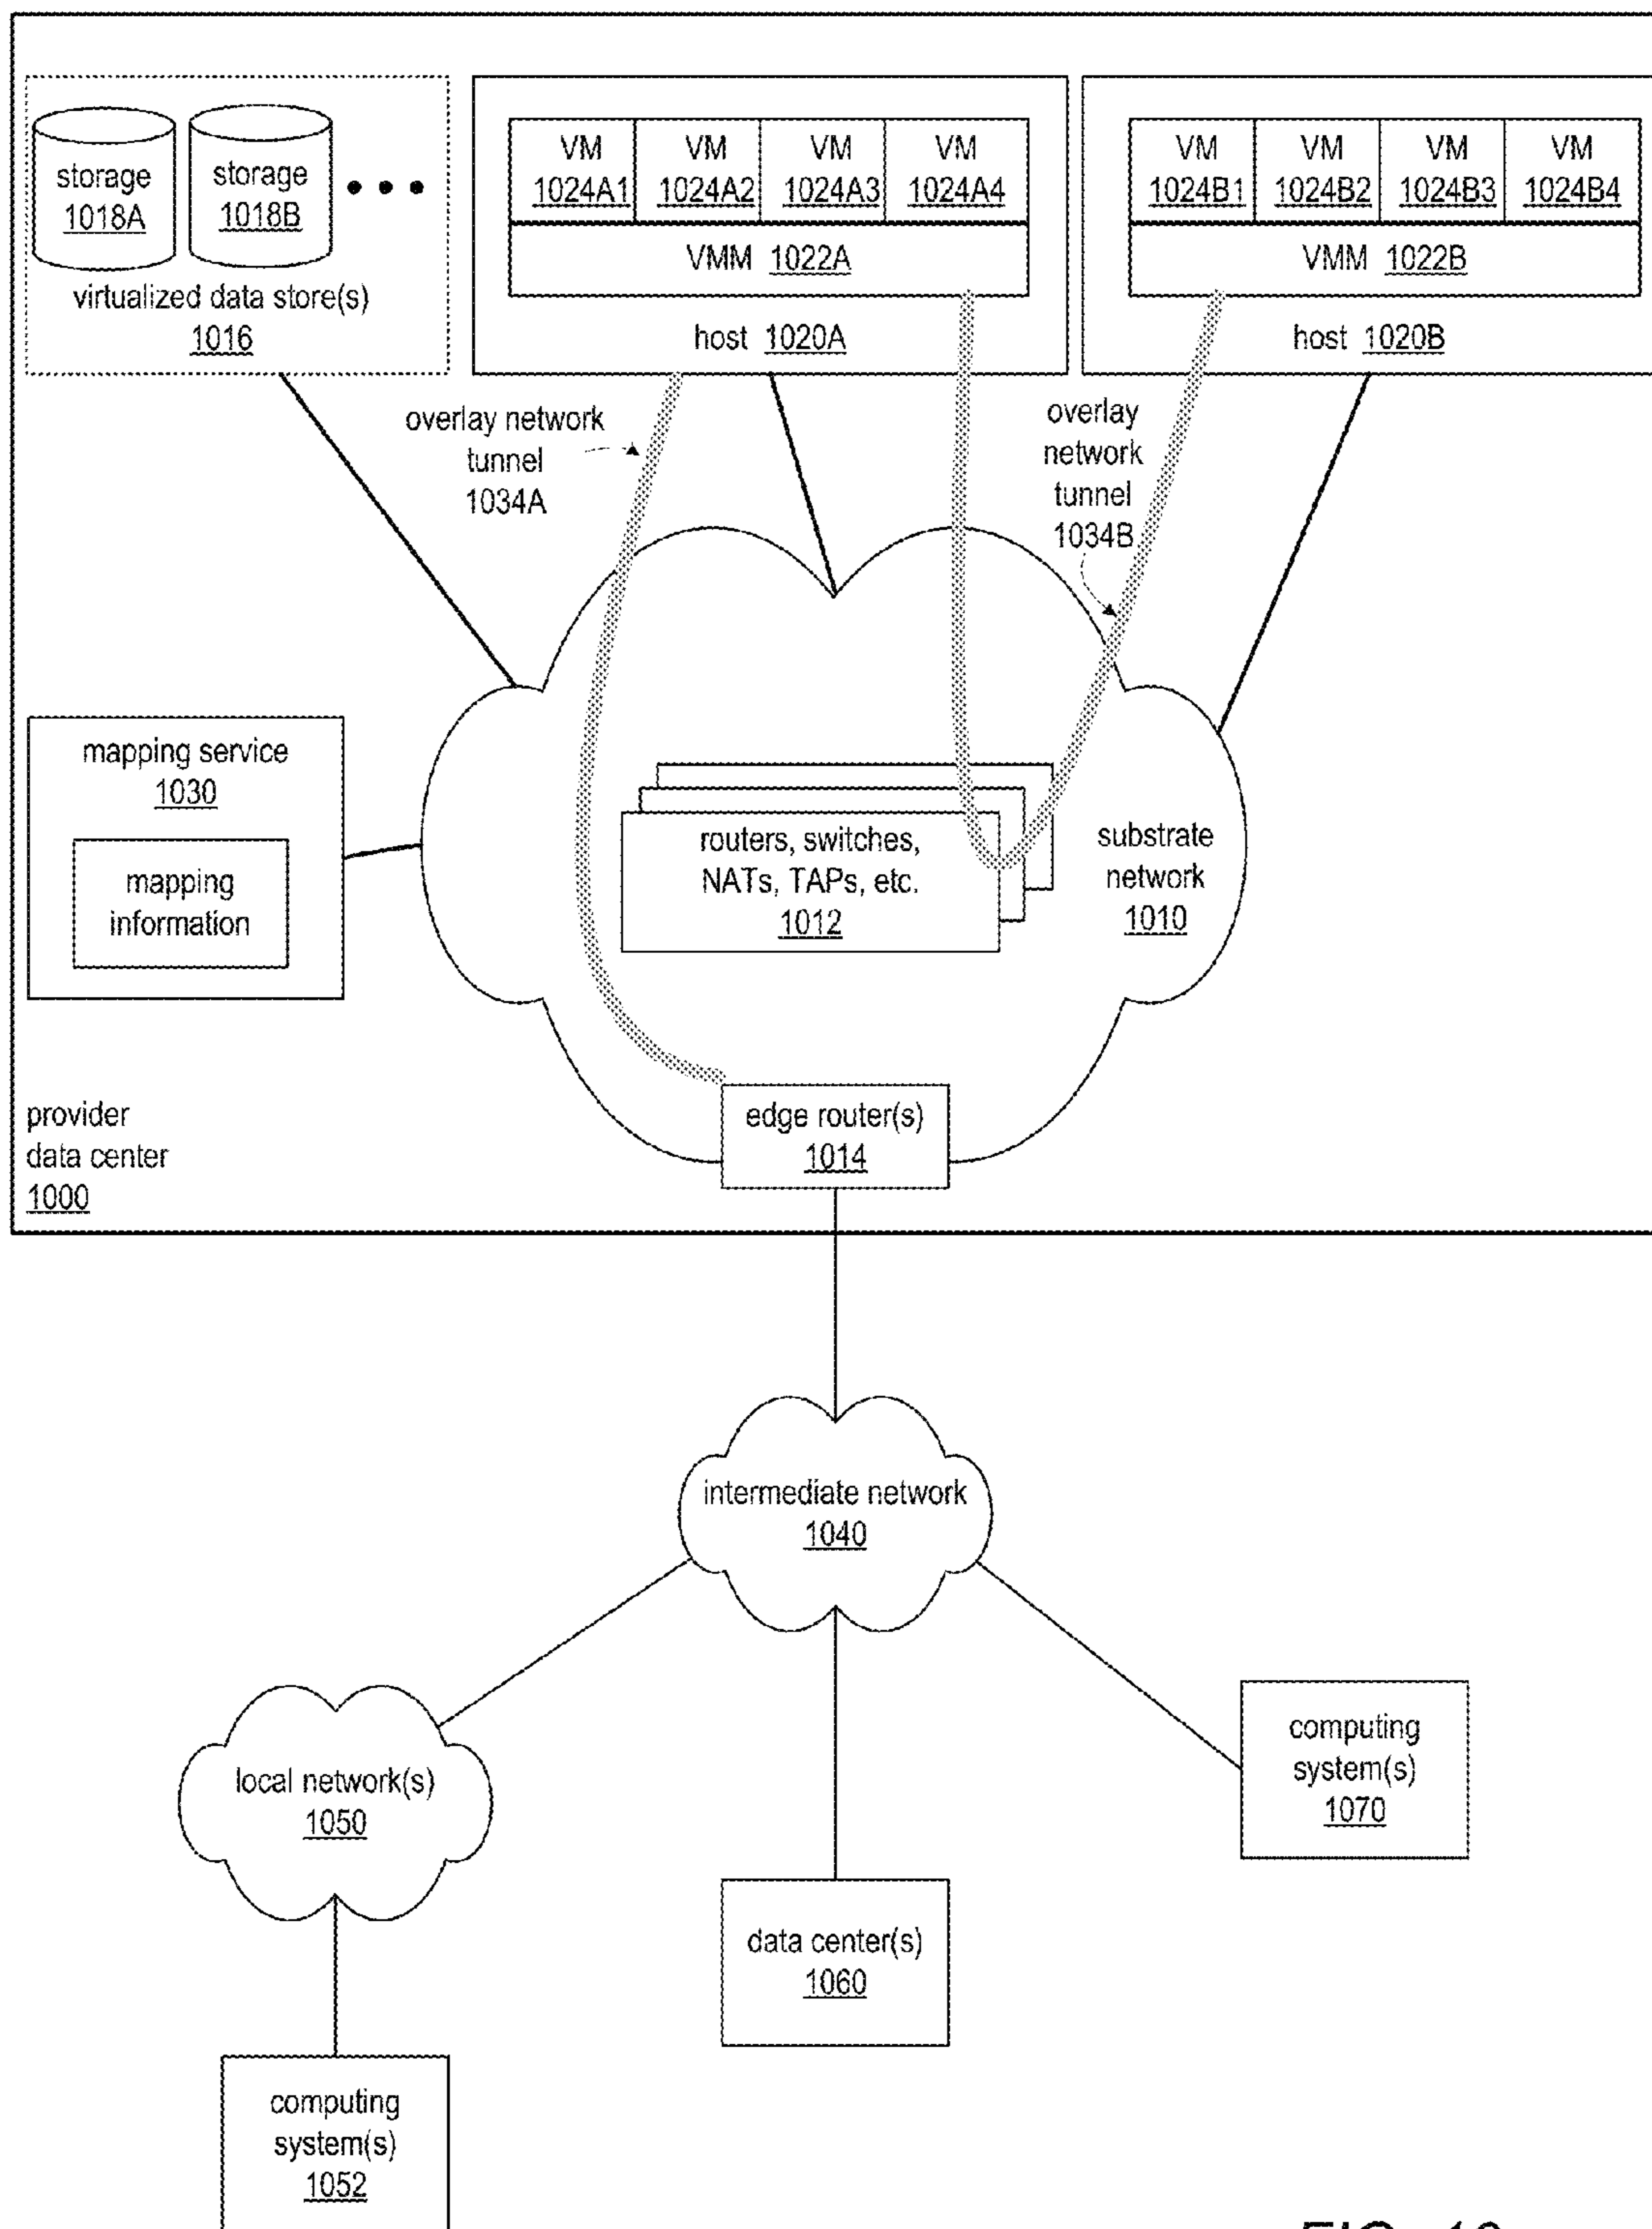 storage
1018A
storage
1018B
virtualized data store(s)
1016
VM
1024A1
VM
1024A2
VM
1024A3
VM
1024A4
VMM 1022A
host 1020A
VM
1024B1
VM
1024B2
VM
1024B3
VM
1024B4
VMM 1022B
host 1020B
overlay network
tunnel
1034A
overlay
network
tunnel
1034B
mapping service
1030
mapping
information
routers, switches,
NATs, TAPs, etc.
1012
substrate
network
1010
provider
data center
1000
edge router(s)
1014
intermediate network
1040
local network(s)
1050
computing
system(s)
1070
data center(s)
1060
computing
system(s)
1052